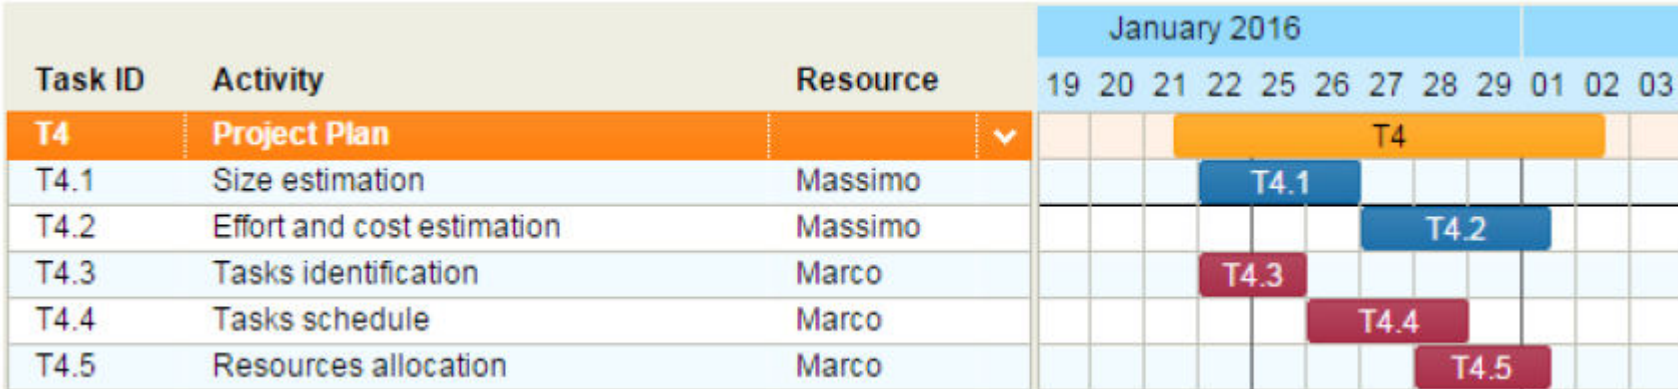 January 2016
Task ID Activity Resource 19 20 21 22 25 26 27 28 29 01 02 03
T4 Project Plan T4
T4.1 Size estimation Massimo T4.1
T4.2 Effort and cost estimation Massimo T4.2
T4.3 Tasks identification Marco T4.3
T4.4 Tasks schedule Marco T4.4
T4.5 Resources allocation Marco T4.5